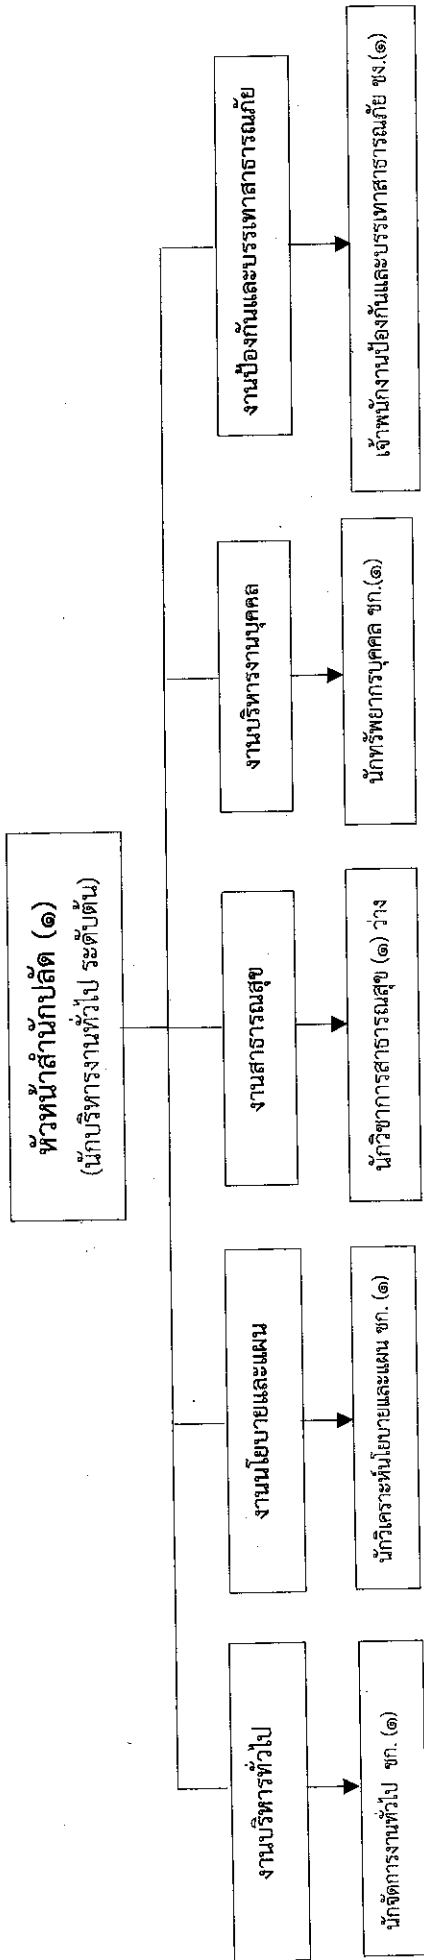 หัวหน้าสำนักปลัด (๑)
(นักบริหารงานทั่วไป ระดับต้น)
งานบริหารทั่วไป
งานนโยบายและแผน
งานสาธารณสุข
งานบริหารงานบุคคล
งานป้องกันและบรรเทาสาธารณภัย
นักจัดการงานทั่วไป ชก. (๑)
นักวิเคราะห์นโยบายและแผน ชก. (๑)
นักวิชาการสาธารณสุข (๑) ว่าง
นักทรัพยากรบุคคล ชก.(๑)
เจ้าพนักงานป้องกันและบรรเทาสาธารณภัย ชง.(๑)